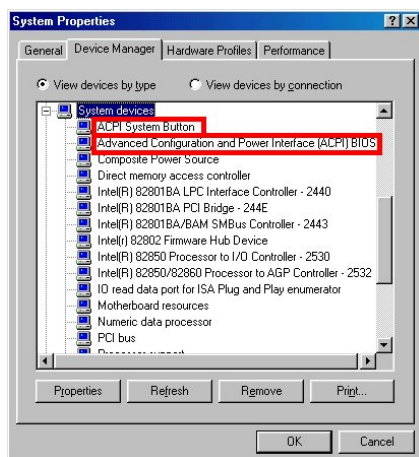 System Properties
General Device Manager Hardware Profiles Performance
View devices by type View devices by connection
System devices
ACPI System Button
Advanced Configuration and Power Interface (ACPI) BIOS
Composite Power Source
Direct memory access controller
Intel(R) 82801BA LPC Interface Controller - 2440
Intel(R) 82801BA PCI Bridge - 244E
Intel(R) 82801BA/BAM SMBus Controller - 2443
Intel(r) 82802 Firmware Hub Device
Intel(R) 82850 Processor to I/O Controller - 2530
Intel(R) 82850/82860 Processor to AGP Controller - 2532
IO read data port for ISA Plug and Play enumerator
Motherboard resources
Numeric data processor
PCI bus
Properties Refresh Remove Print...
OK Cancel